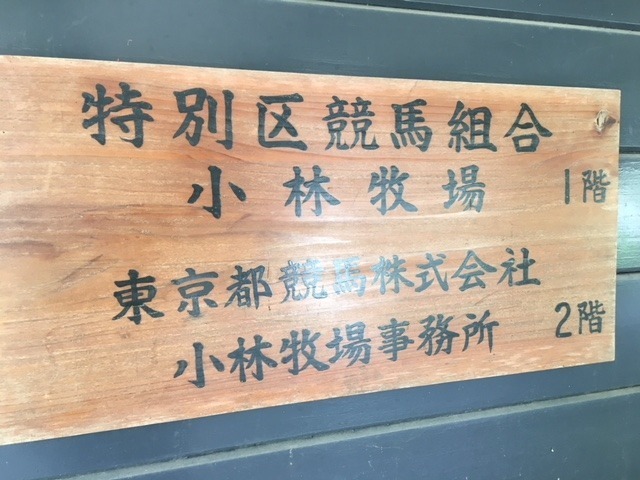 特別区競馬組合
小林牧場 1階
東京都競馬株式会社
小林牧場事務所 2階